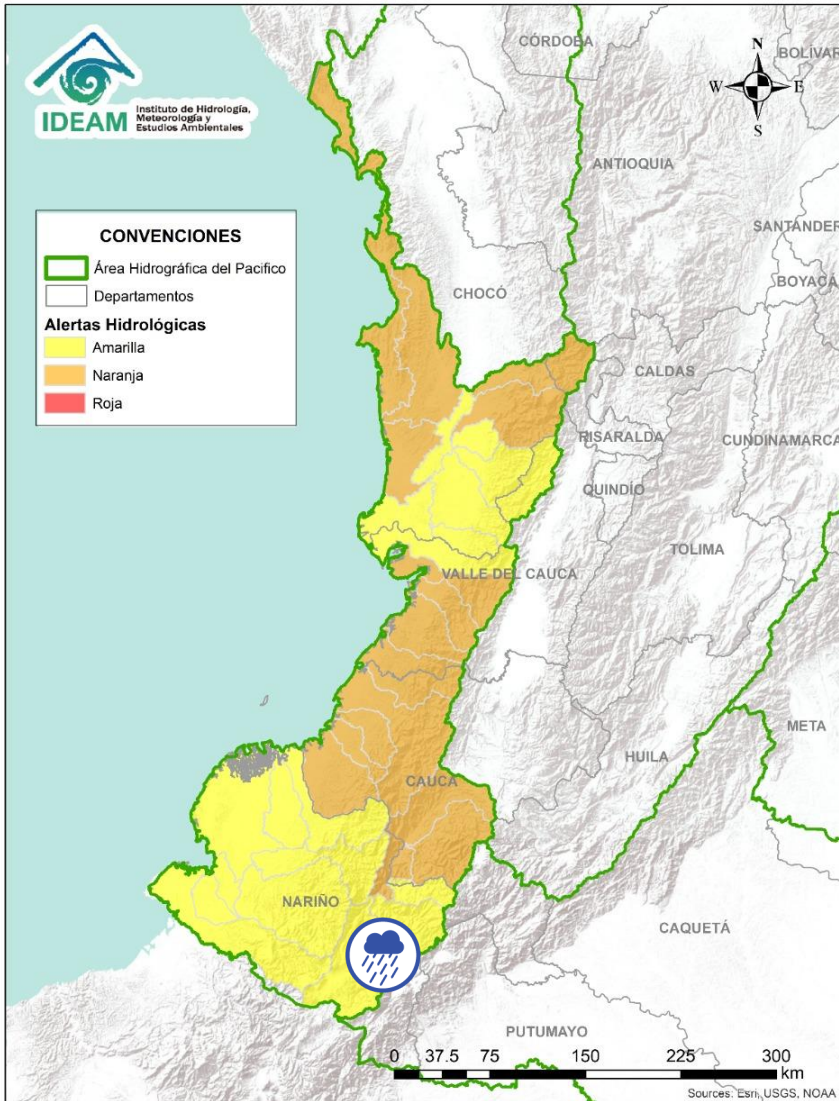 IDEAM
Instituto de Hidrología,
Meteorología y
Estudios Ambientales
CÓRDOBA
BOLÍVAR
N
W
E
S
ANTIOQUIA
CONVENCIONES
Área Hidrográfica del Pacifico
Departamentos
Alertas Hidrológicas
Amarilla
Naranja
Roja
SANTANDER
BOYACÁ
CHOCÓ
CALDAS
RISARALDA
CUNDINAMARCA
QUINDÍO
TOLIMA
VALLE DEL CAUCA
META
HUILA
CAUCA
NARIÑO
CAQUETÁ
PUTUMAYO
0 37.5 75 150 225 300
km
Sources: Esri, USGS, NOAA